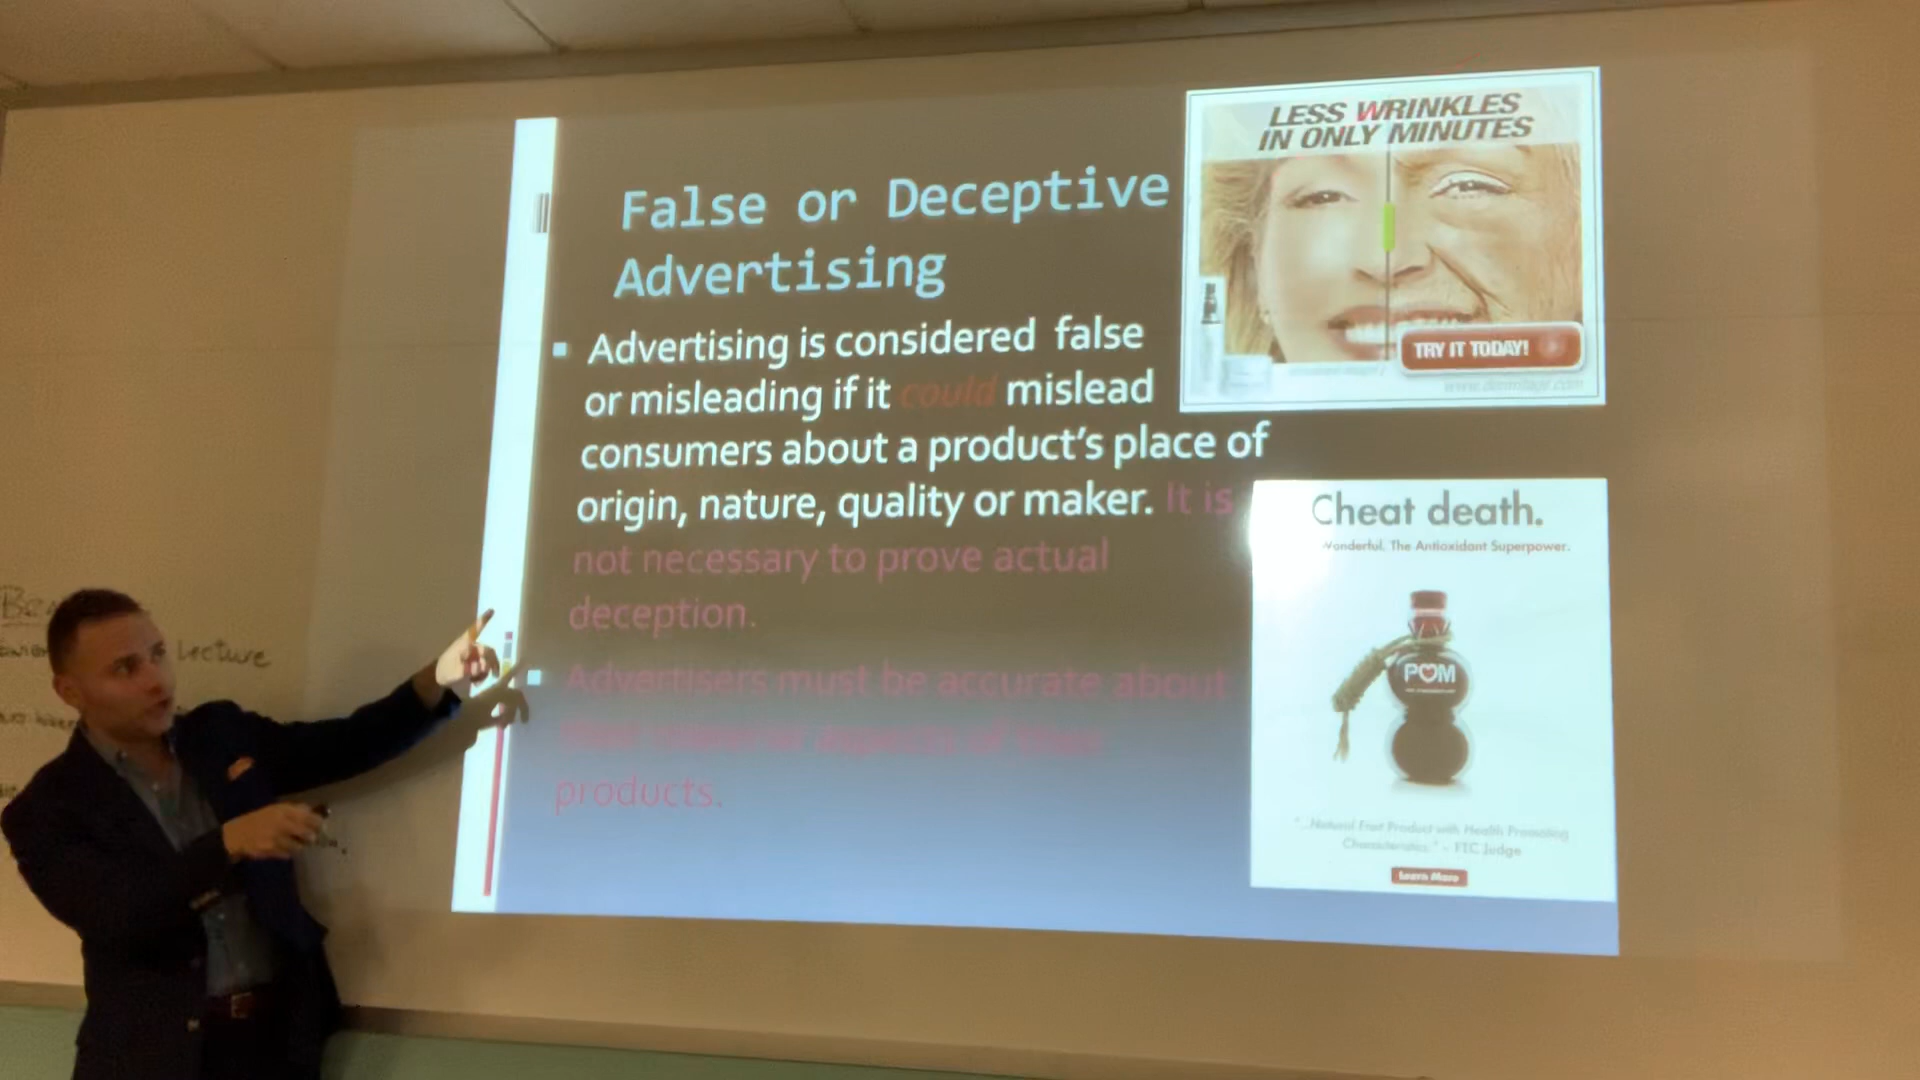 False or Deceptive
Advertising
Advertising is considered false
or misleading if it could mislead
consumers about a product's place of
origin, nature, quality or maker. It is
not necessary to prove actual
deception.
Advertisers must be accurate about
aspects of their
products.
LESS WRINKLES
IN ONLY MINUTES
TRY IT TODAY!
Cheat death.
Wonderful. The Antioxidant Superpower.
POM
"...Natural Fruit Product with Health Promoting
Characteristics." - FTC Judge
Learn More
Lecture